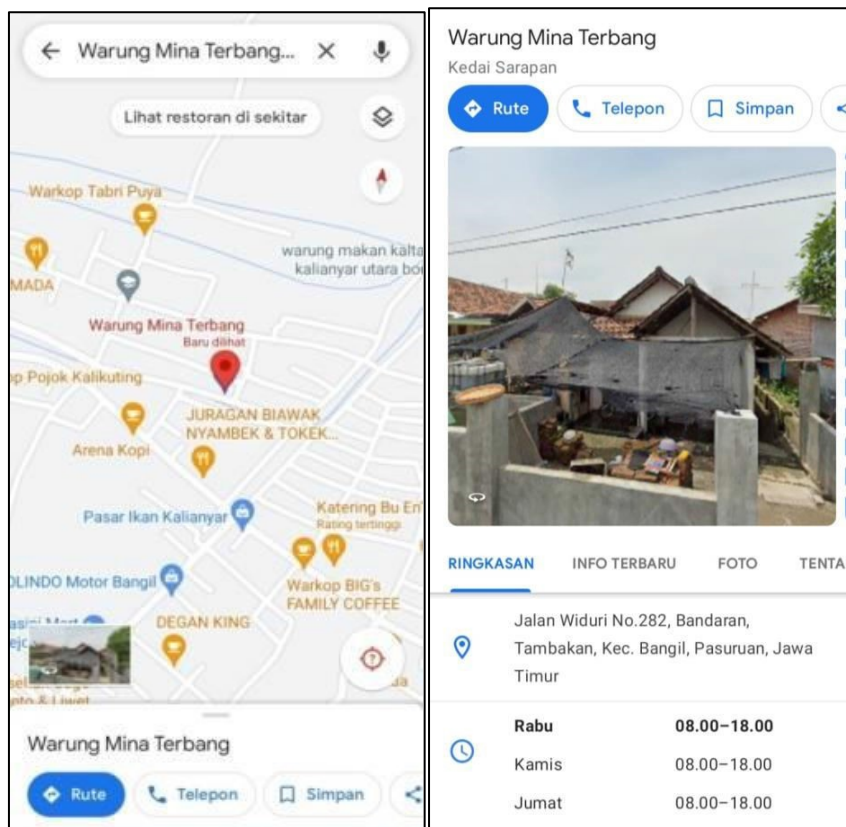 Warung Mina Terbang...
Lihat restoran di sekitar
Warkop Tabri Puya
MADA
warung makan kalta
kalianyar utara
Warung Mina Terbang
Baru dilihat
op Pojok Kalikuting
JURAGAN BIAWAK
NYAMBEK & TOKEK...
Arena Kopi
Pasar Ikan Kalianyar
Katering Bu
Rating tertinggi
OLINDO Motor Bangil
Warkop BIG's
FAMILY COFFEE
DEGAN KING
Warung Mina Terbang
Rute
Telepon
Simpan
Warung Mina Terbang
Kedai Sarapan
Rute
Telepon
Simpan
RINGKASAN INFO TERBARU FOTO TENTA
Jalan Widuri No.282, Bandaran,
Tambakan, Kec. Bangil, Pasuruan, Jawa
Timur
Rabu 08.00–18.00
Kamis 08.00–18.00
Jumat 08.00–18.00